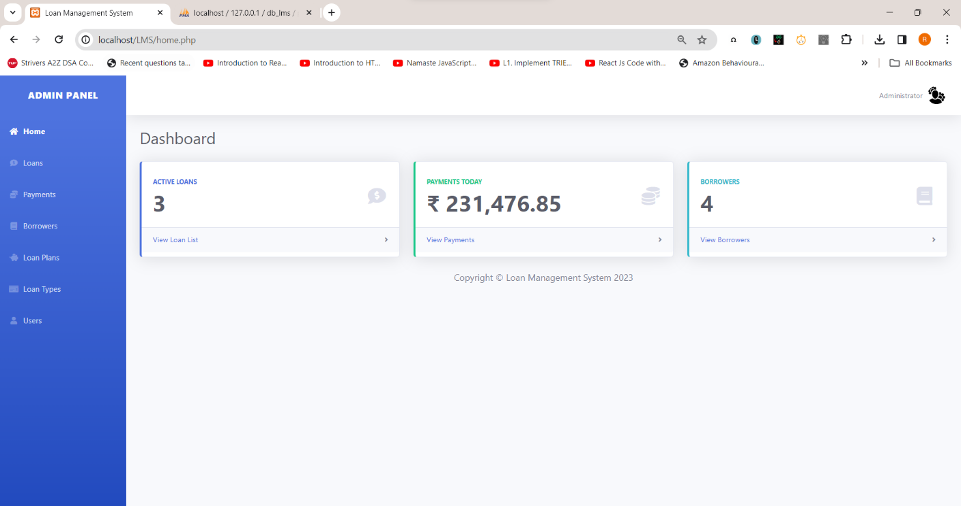 Loan Management System
localhost / 127.0.0.1 / db_lms /
localhost/LMS/home.php
Strivers A2Z DSA Co...
Recent questions ta...
Introduction to Rea...
Introduction to HT...
Namaste JavaScript...
L1. Implement TRIE...
React Js Code with...
Amazon Behavioura...
All Bookmarks
ADMIN PANEL
Administrator
Home
Loans
Payments
Borrowers
Loan Plans
Loan Types
Users
Dashboard
ACTIVE LOANS
3
View Loan List
PAYMENTS TODAY
₹ 231,476.85
View Payments
BORROWERS
4
View Borrowers
Copyright © Loan Management System 2023